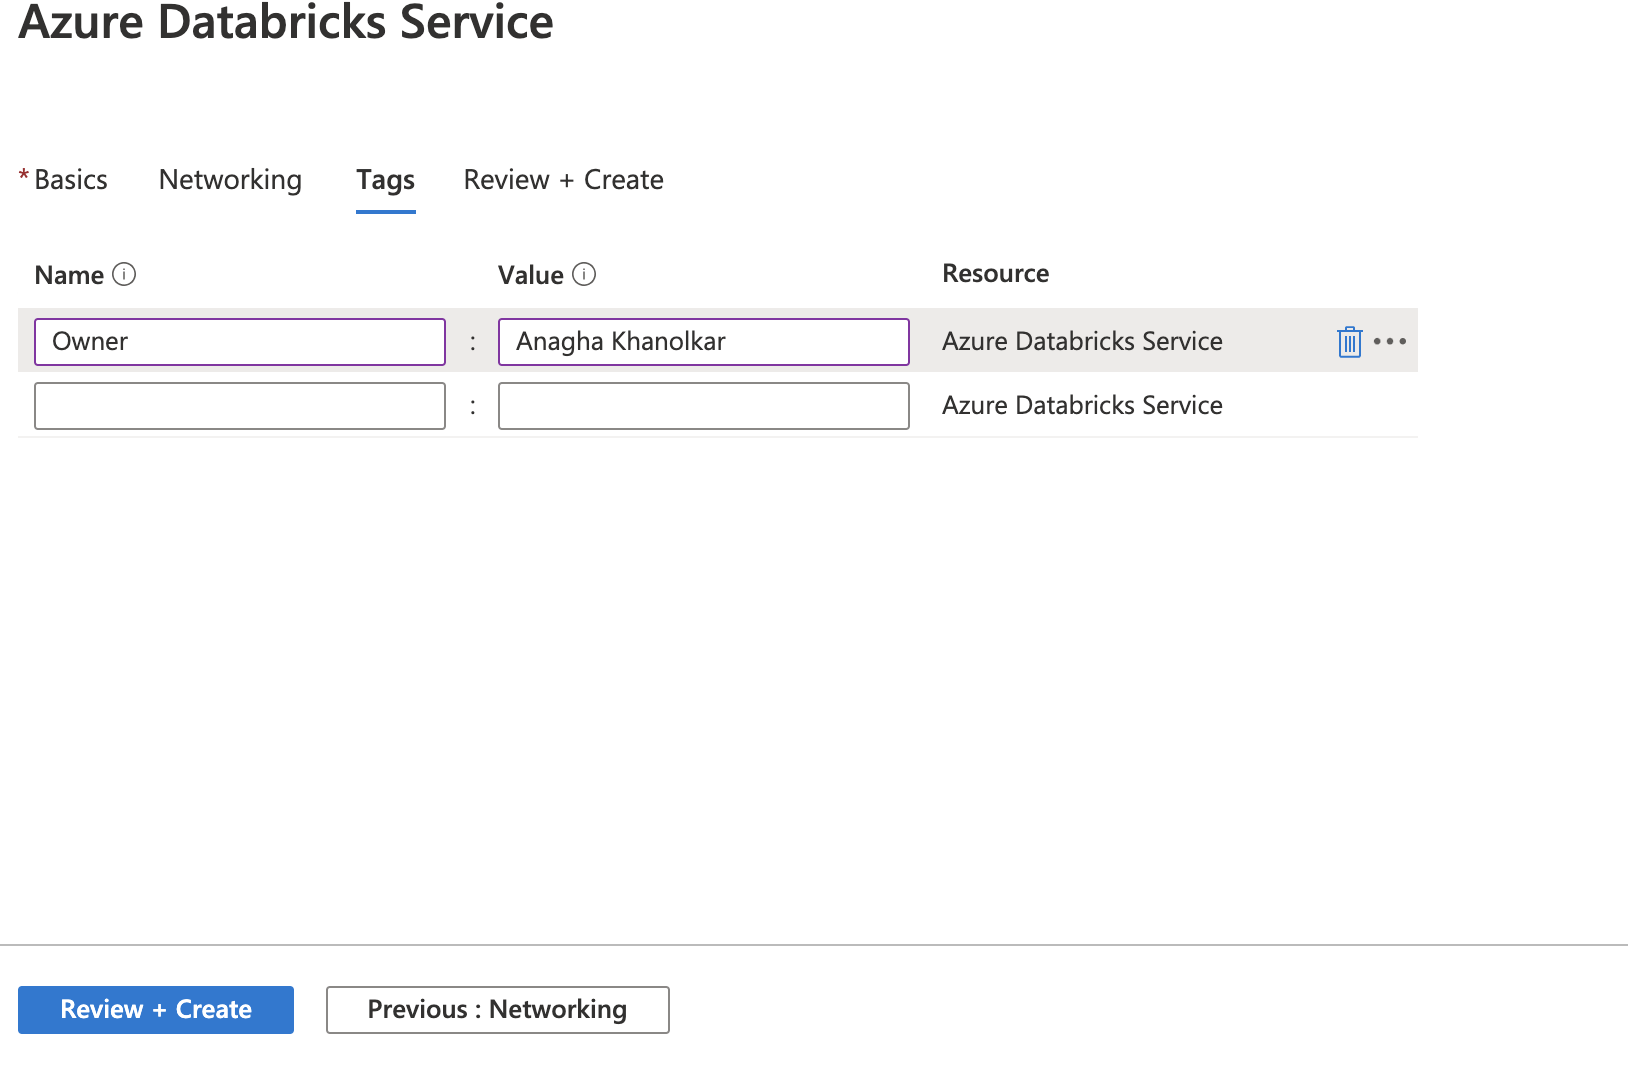 Azure Databricks Service
* Basics Networking Tags Review + Create
Name Value Resource
Owner : Anagha Khanolkar Azure Databricks Service
: Azure Databricks Service
Review + Create Previous : Networking